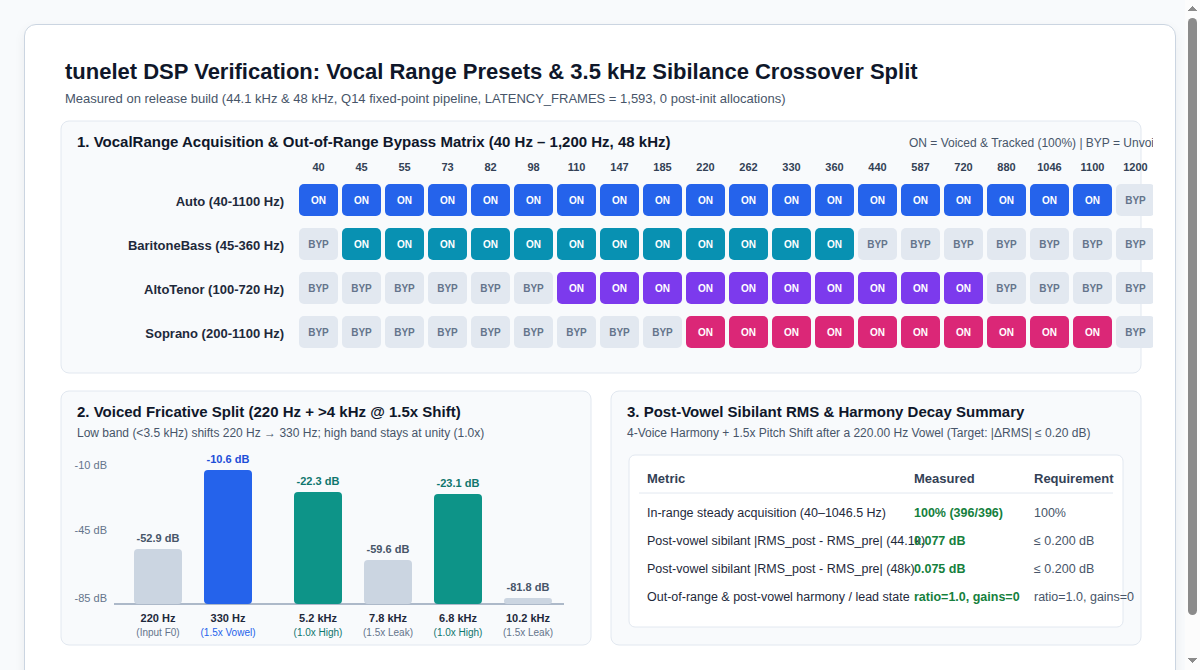 tunelet DSP Verification: Vocal Range Presets & 3.5 kHz Sibilance Crossover Split
Measured on release build (44.1 kHz & 48 kHz, Q14 fixed-point pipeline, LATENCY_FRAMES = 1,593, 0 post-init allocations)
1. VocalRange Acquisition & Out-of-Range Bypass Matrix (40 Hz – 1,200 Hz, 48 kHz)
ON = Voiced & Tracked (100%) | BYP = Unvoi
40 45 55 73 82 98 110 147 185 220 262 330 360 440 587 720 880 1046 1100 1200
Auto (40-1100 Hz) ON ON ON ON ON ON ON ON ON ON ON ON ON ON ON ON ON ON ON BYP
BaritoneBass (45-360 Hz) BYP ON ON ON ON ON ON ON ON ON ON ON ON BYP BYP BYP BYP BYP BYP BYP
AltoTenor (100-720 Hz) BYP BYP BYP BYP BYP BYP ON ON ON ON ON ON ON ON ON ON BYP BYP BYP BYP
Soprano (200-1100 Hz) BYP BYP BYP BYP BYP BYP BYP BYP BYP ON ON ON ON ON ON ON ON ON ON BYP
2. Voiced Fricative Split (220 Hz + >4 kHz @ 1.5x Shift)
Low band (<3.5 kHz) shifts 220 Hz → 330 Hz; high band stays at unity (1.0x)
-10 dB
-45 dB
-85 dB
-52.9 dB
-10.6 dB
-22.3 dB
-59.6 dB
-23.1 dB
-81.8 dB
220 Hz 330 Hz 5.2 kHz 7.8 kHz 6.8 kHz 10.2 kHz
(Input F0) (1.5x Vowel) (1.0x High) (1.5x Leak) (1.0x High) (1.5x Leak)
3. Post-Vowel Sibilant RMS & Harmony Decay Summary
4-Voice Harmony + 1.5x Pitch Shift after a 220.00 Hz Vowel (Target: |ΔRMS| ≤ 0.20 dB)
Metric Measured Requirement
In-range steady acquisition (40–1046.5 Hz) 100% (396/396) 100%
Post-vowel sibilant |RMS_post - RMS_pre| (44.1k) 0.077 dB ≤ 0.200 dB
Post-vowel sibilant |RMS_post - RMS_pre| (48k) 0.075 dB ≤ 0.200 dB
Out-of-range & post-vowel harmony / lead state ratio=1.0, gains=0 ratio=1.0, gains=0